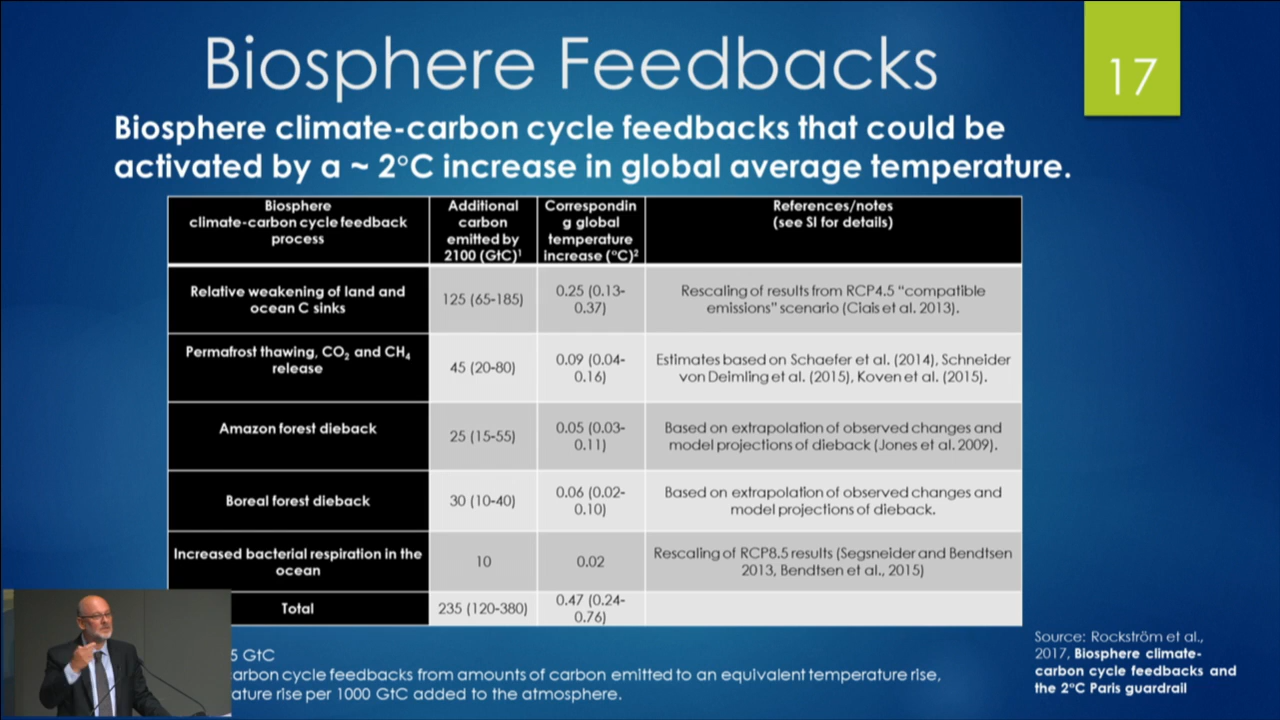 Biosphere Feedbacks
17
Biosphere climate-carbon cycle feedbacks that could be
activated by a ~ 2°C increase in global average temperature.
Biosphere
climate-carbon cycle feedback
process
Additional
carbon
emitted by
2100 (GtC)¹
Correspondin
g global
temperature
increase (°C)²
References/notes
(see SI for details)
Relative weakening of land and
ocean C sinks
125 (65-185)
0.25 (0.13-
0.37)
Rescaling of results from RCP4.5 “compatible
emissions” scenario (Ciais et al. 2013).
Permafrost thawing, CO₂ and CH₄
release
45 (20-80)
0.09 (0.04-
0.16)
Estimates based on Schaefer et al. (2014), Schneider
von Deimling et al. (2015), Koven et al. (2015).
Amazon forest dieback
25 (15-55)
0.05 (0.03-
0.11)
Based on extrapolation of observed changes and
model projections of dieback (Jones et al. 2009).
Boreal forest dieback
30 (10-40)
0.06 (0.02-
0.10)
Based on extrapolation of observed changes and
model projections of dieback.
Increased bacterial respiration in the
ocean
10
0.02
Rescaling of RCP8.5 results (Segsneider and Bendtsen
2013, Bendtsen et al., 2015)
Total
235 (120-380)
0.47 (0.24-
0.76)
5 GtC
arbon cycle feedbacks from amounts of carbon emitted to an equivalent temperature rise,
ature rise per 1000 GtC added to the atmosphere.
Source: Rockström et al.,
2017, Biosphere climate-
carbon cycle feedbacks and
the 2°C Paris guardrail